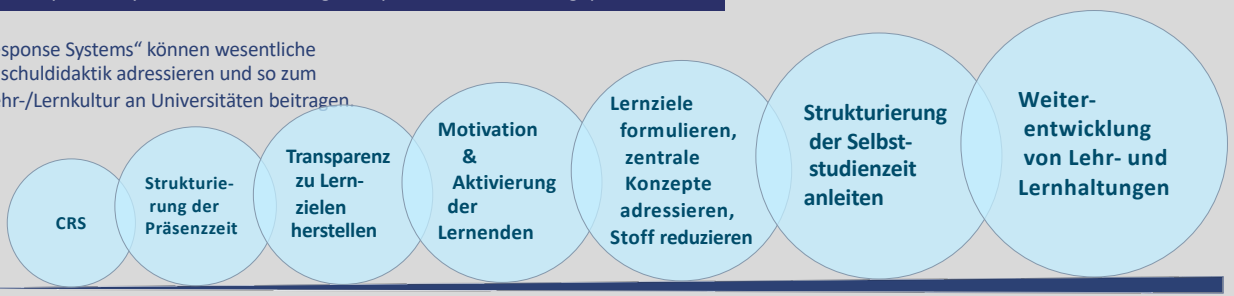 sponse Systems“ können wesentliche
schuldidaktik adressieren und so zum
ehr-/Lernkultur an Universitäten beitragen.
CRS
Strukturie-
rung der
Präsenzzeit
Transparenz
zu Lern-
zielen
herstellen
Motivation
&
Aktivierung
der
Lernenden
Lernziele
formulieren,
zentrale
Konzepte
adressieren,
Stoff reduzieren
Strukturierung
der Selbst-
studienzeit
anleiten
Weiter-
entwicklung
von Lehr- und
Lernhaltungen